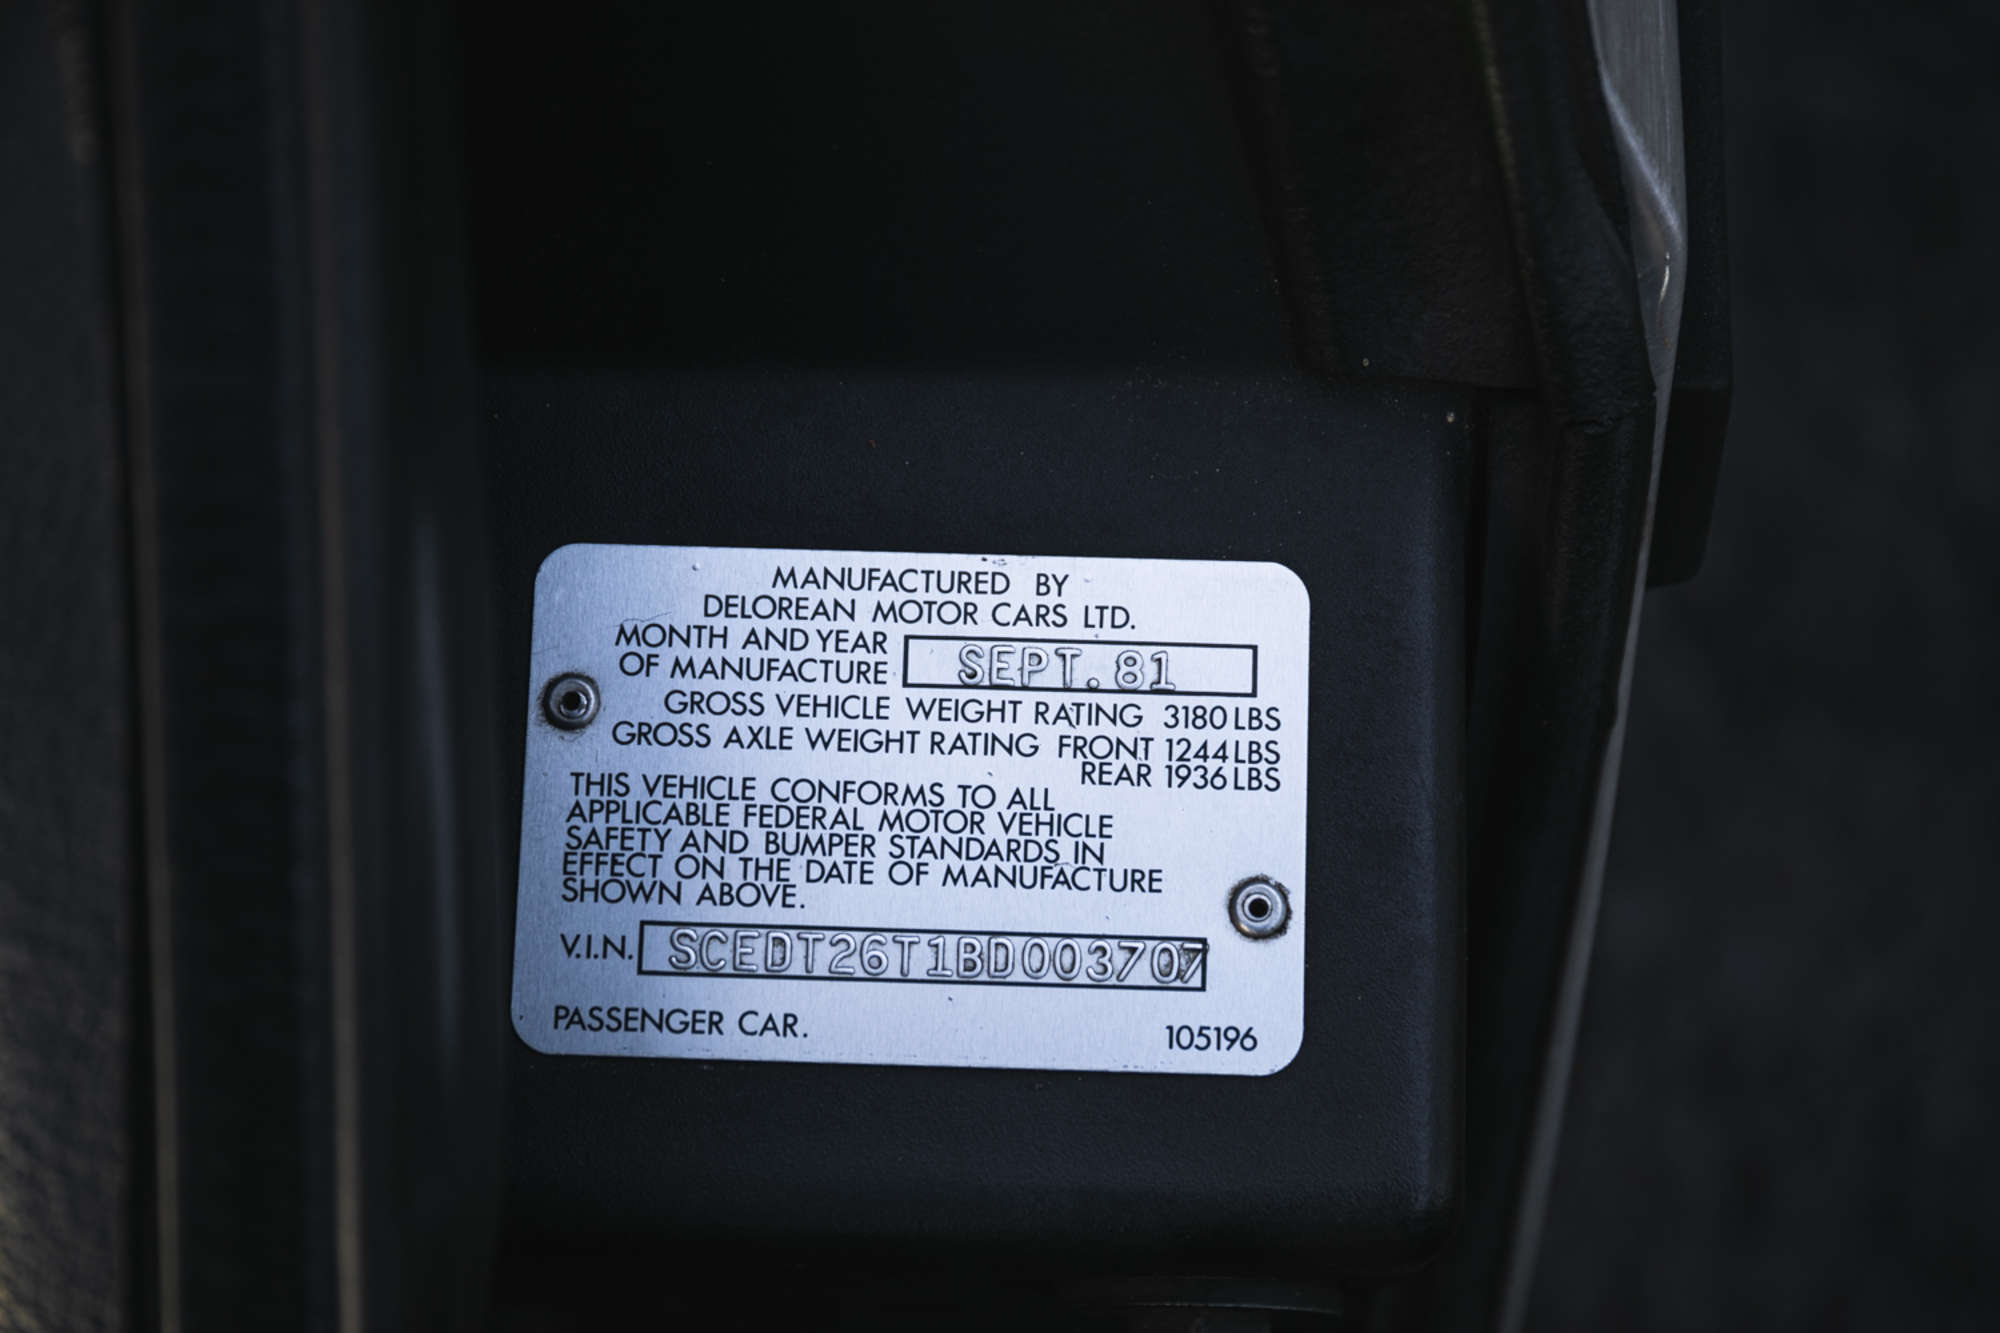 MANUFACTURED BY
DELOREAN MOTOR CARS LTD.
MONTH AND YEAR
OF MANUFACTURE SEPT.81
GROSS VEHICLE WEIGHT RATING 3180 LBS
GROSS AXLE WEIGHT RATING FRONT 1244 LBS
REAR 1936 LBS
THIS VEHICLE CONFORMS TO ALL
APPLICABLE FEDERAL MOTOR VEHICLE
SAFETY AND BUMPER STANDARDS IN
EFFECT ON THE DATE OF MANUFACTURE
SHOWN ABOVE.
V.I.N. SCEDT26T1BD003707
PASSENGER CAR. 105196